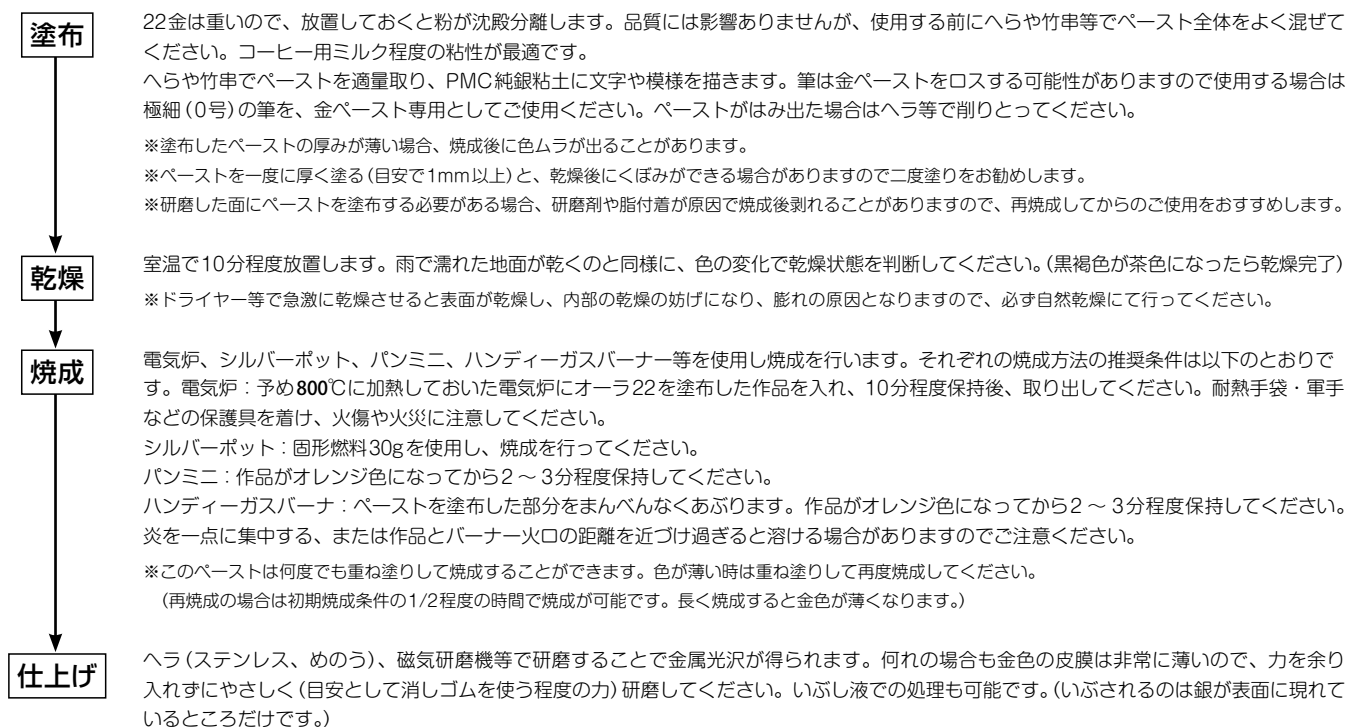 塗布
22金は重いので、放置しておくと粉が沈殿分離します。品質には影響ありませんが、使用する前にへらや竹串等でペースト全体をよく混ぜて
ください。コーヒー用ミルク程度の粘性が最適です。
へらや竹串でペーストを適量取り、PMC純銀粘土に文字や模様を描きます。筆は金ペーストをロスする可能性がありますので使用する場合は
極細(0号)の筆を、金ペースト専用としてご使用ください。ペーストがはみ出た場合はヘラ等で削りとってください。
※塗布したペーストの厚みが薄い場合、焼成後に色ムラが出ることがあります。
※ペーストを一度に厚く塗る(目安で1mm以上)と、乾燥後にくぼみができる場合がありますので二度塗りをお勧めします。
※研磨した面にペーストを塗布する必要がある場合、研磨剤や脂付着が原因で焼成後剥れることがありますので、再焼成してからのご使用をおすすめします。
乾燥
室温で10分程度放置します。雨で濡れた地面が乾くのと同様に、色の変化で乾燥状態を判断してください。(黒褐色が茶色になったら乾燥完了)
※ドライヤー等で急激に乾燥させると表面が乾燥し、内部の乾燥の妨げになり、膨れの原因となりますので、必ず自然乾燥にて行ってください。
焼成
電気炉、シルバーポット、パンミニ、ハンディーガスバーナー等を使用し焼成を行います。それぞれの焼成方法の推奨条件は以下のとおりで
す。電気炉：予め800℃に加熱しておいた電気炉にオーラ22を塗布した作品を入れ、10分程度保持後、取り出してください。耐熱手袋・軍手
などの保護具を着け、火傷や火災に注意してください。
シルバーポット：固形燃料30gを使用し、焼成を行ってください。
パンミニ：作品がオレンジ色になってから2～3分程度保持してください。
ハンディーガスバーナ：ペーストを塗布した部分をまんべんなくあぶります。作品がオレンジ色になってから2～3分程度保持してください。
炎を一点に集中する、または作品とバーナー火口の距離を近づけ過ぎると溶ける場合がありますのでご注意ください。
※このペーストは何度でも重ね塗りして焼成することができます。色が薄い時は重ね塗りして再度焼成してください。
(再焼成の場合は初期焼成条件の1/2程度の時間で焼成が可能です。長く焼成すると金色が薄くなります。)
仕上げ
ヘラ(ステンレス、めのう)、磁気研磨機等で研磨することで金属光沢が得られます。何れの場合も金色の皮膜は非常に薄いので、力を余り
入れずにやさしく(目安として消しゴムを使う程度の力)研磨してください。いぶし液での処理も可能です。(いぶされるのは銀が表面に現れて
いるところだけです。)